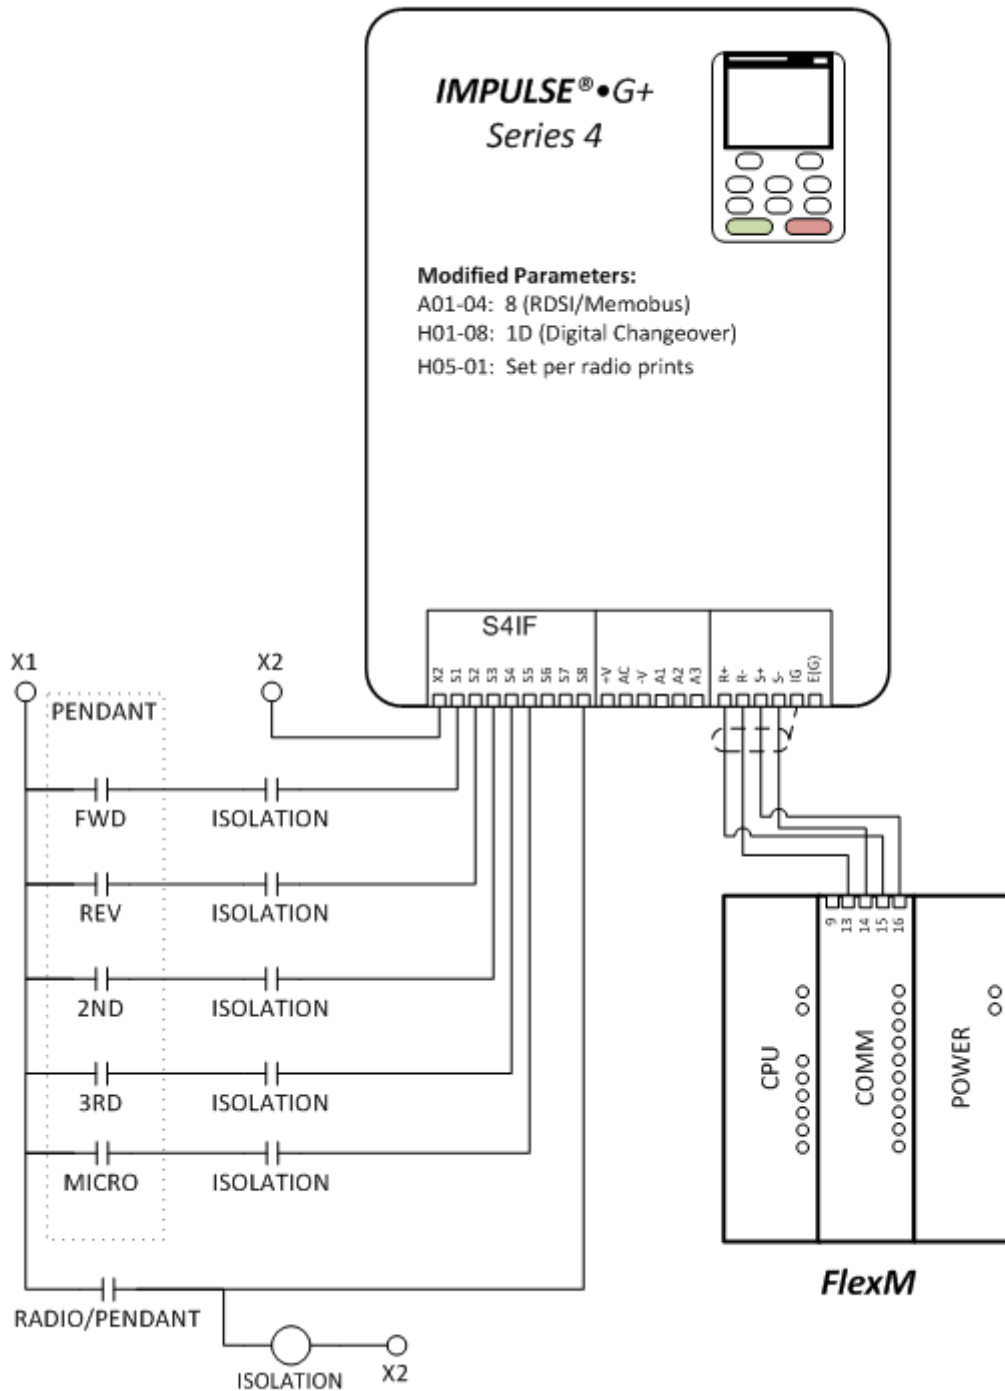 IMPULSE®•G+
Series 4
Modified Parameters:
A01-04: 8 (RDSI/Memobus)
H01-08: 1D (Digital Changeover)
H05-01: Set per radio prints
S4IF
X2 S1 S2 S3 S4 S5 S6 S7 S8 +V AC -V A1 A2 A3 R+ R- S+ S- IG E(G)
X1
X2
PENDANT
FWD
ISOLATION
REV
ISOLATION
2ND
ISOLATION
3RD
ISOLATION
MICRO
ISOLATION
RADIO/PENDANT
ISOLATION
X2
9 13 14 15 16
CPU
COMM
POWER
FlexM